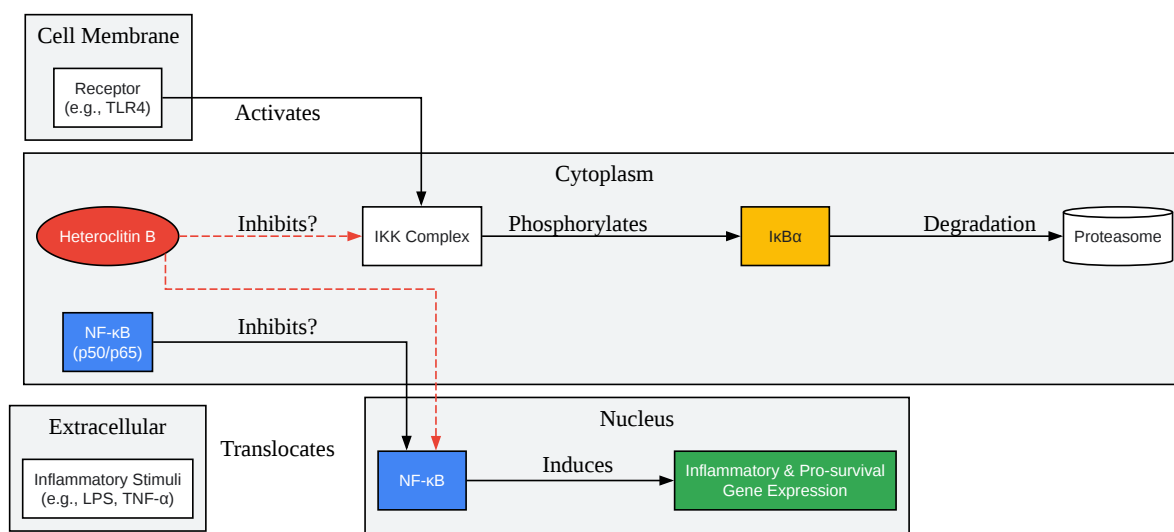 Cell Membrane
Receptor
(e.g., TLR4)
Activates
Cytoplasm
Heteroclitin B
Inhibits?
IKK Complex
Phosphorylates
IκBα
Degradation
Proteasome
NF-κB
(p50/p65)
Inhibits?
Extracellular
Inflammatory Stimuli
(e.g., LPS, TNF-α)
Translocates
Nucleus
NF-κB
Induces
Inflammatory & Pro-survival
Gene Expression